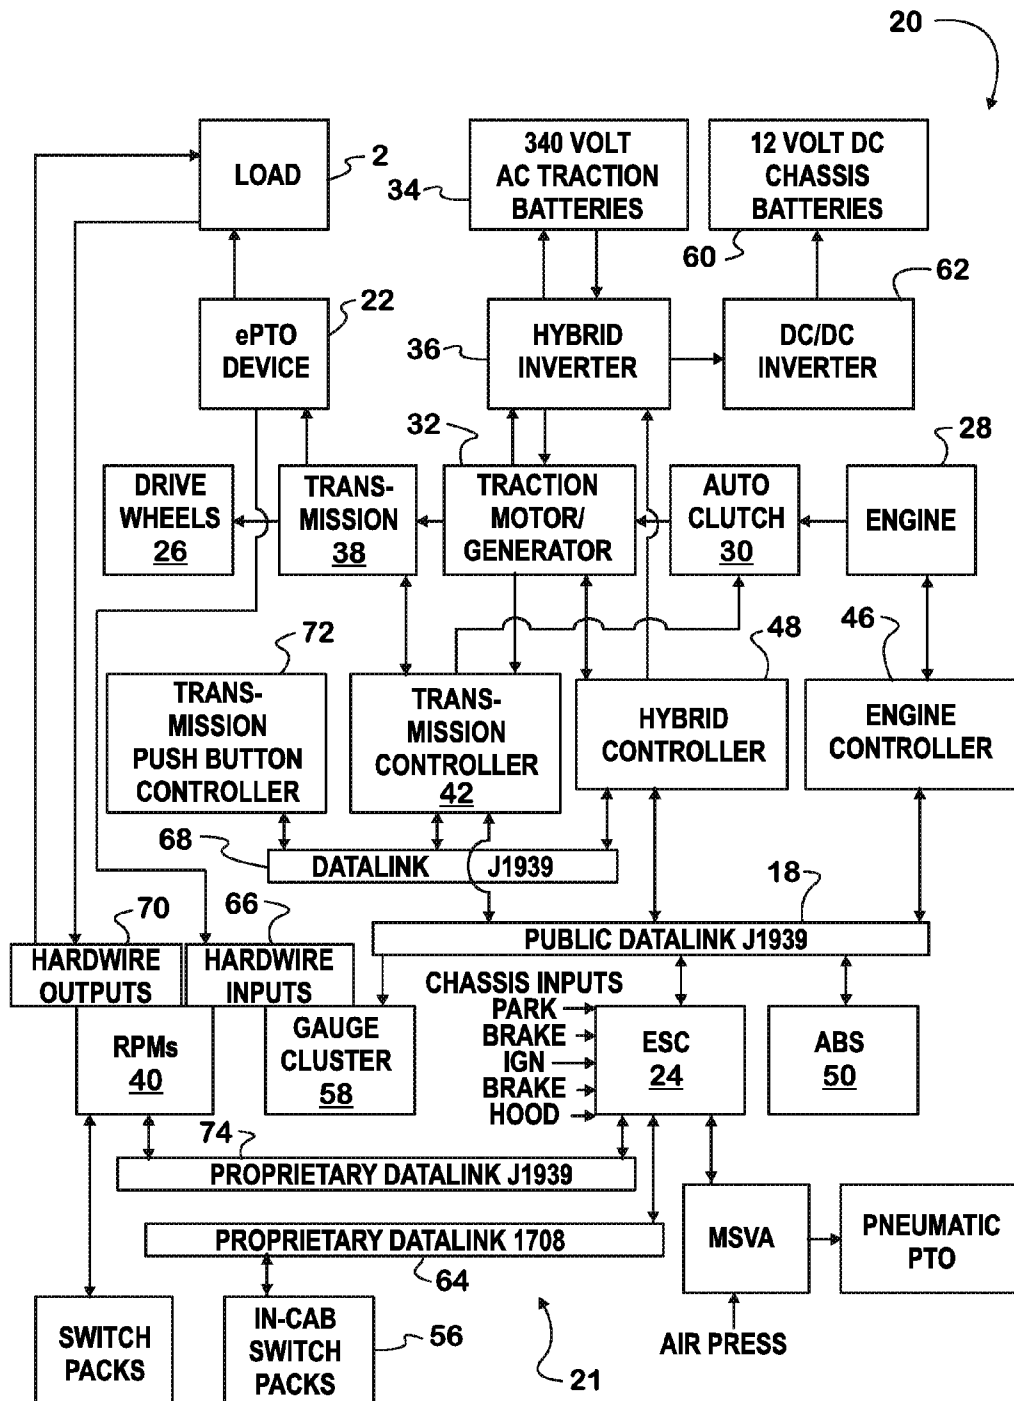 20
LOAD
2
340 VOLT
AC TRACTION
BATTERIES
34
12 VOLT DC
CHASSIS
BATTERIES
60
62
ePTO
DEVICE
22
36
HYBRID
INVERTER
DC/DC
INVERTER
32
28
DRIVE
WHEELS
26
TRANS-
MISSION
38
TRACTION
MOTOR/
GENERATOR
AUTO
CLUTCH
30
ENGINE
72
48
46
TRANS-
MISSION
PUSH BUTTON
CONTROLLER
TRANS-
MISSION
CONTROLLER
42
HYBRID
CONTROLLER
ENGINE
CONTROLLER
68
DATALINK J1939
18
70
66
PUBLIC DATALINK J1939
HARDWIRE
OUTPUTS
HARDWIRE
INPUTS
CHASSIS INPUTS
PARK
BRAKE
IGN
BRAKE
HOOD
RPMs
40
GAUGE
CLUSTER
58
ESC
24
ABS
50
74
PROPRIETARY DATALINK J1939
PROPRIETARY DATALINK 1708
64
MSVA
PNEUMATIC
PTO
AIR PRESS
SWITCH
PACKS
IN-CAB
SWITCH
PACKS
56
21